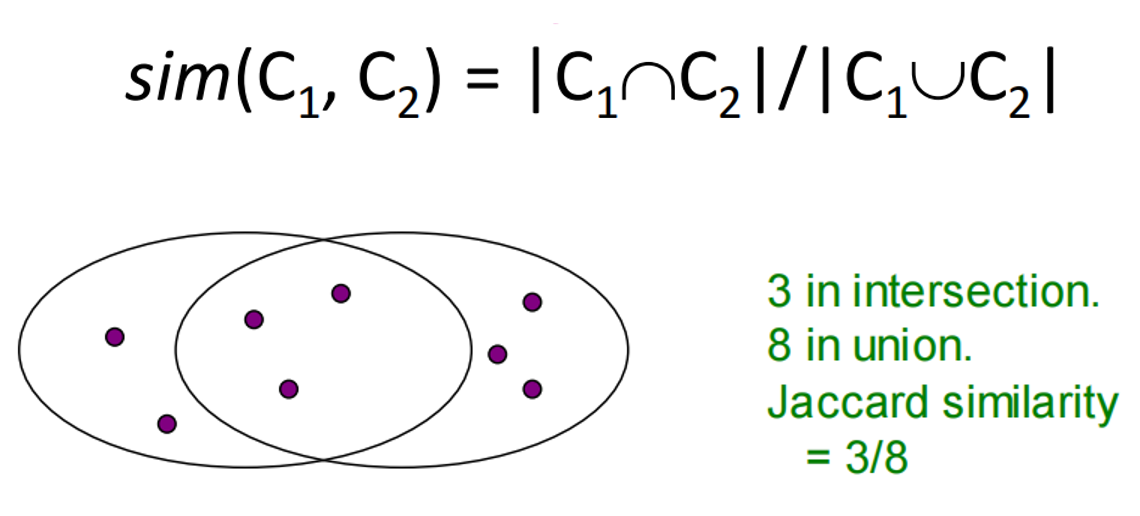 sim(C₁, C₂) = |C₁∩C₂|/|C₁∪C₂|
3 in intersection.
8 in union.
Jaccard similarity
= 3/8